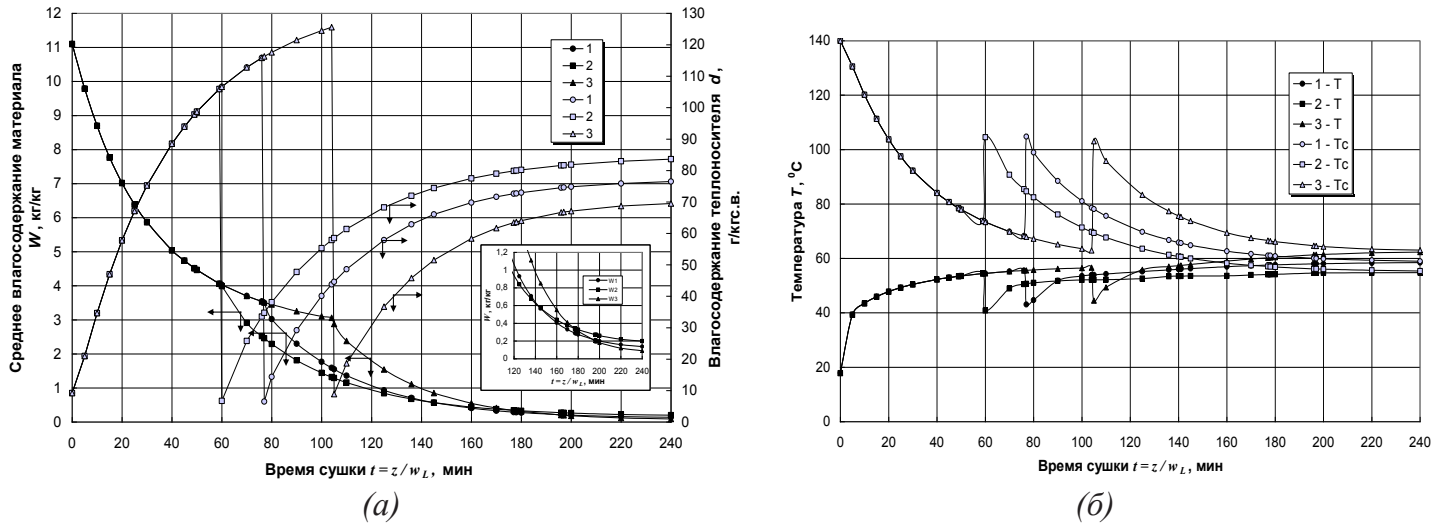 Среднее влагосодержание материала
W, кг/кг
12
11
10
9
8
7
6
5
4
3
2
1
0
130
120
110
100
90
80
70
60
50
40
30
20
10
0
Влагосодержание теплоносителя d,
г/кгс.в.
1
2
3
1
2
3
W, кг/кг
1,2
1
0,8
0,6
0,4
0,2
0
W1
W2
W3
120 140 160 180 200 220 240
t = z / w L, мин
0 20 40 60 80 100 120 140 160 180 200 220 240
Время сушки t = z / w L, мин
(а)
Температура T, ⁰C
140
120
100
80
60
40
20
0
1 - T
2 - T
3 - T
1 - Tc
2 - Tc
3 - Tc
0 20 40 60 80 100 120 140 160 180 200 220 240
Время сушки t = z / w L, мин
(б)